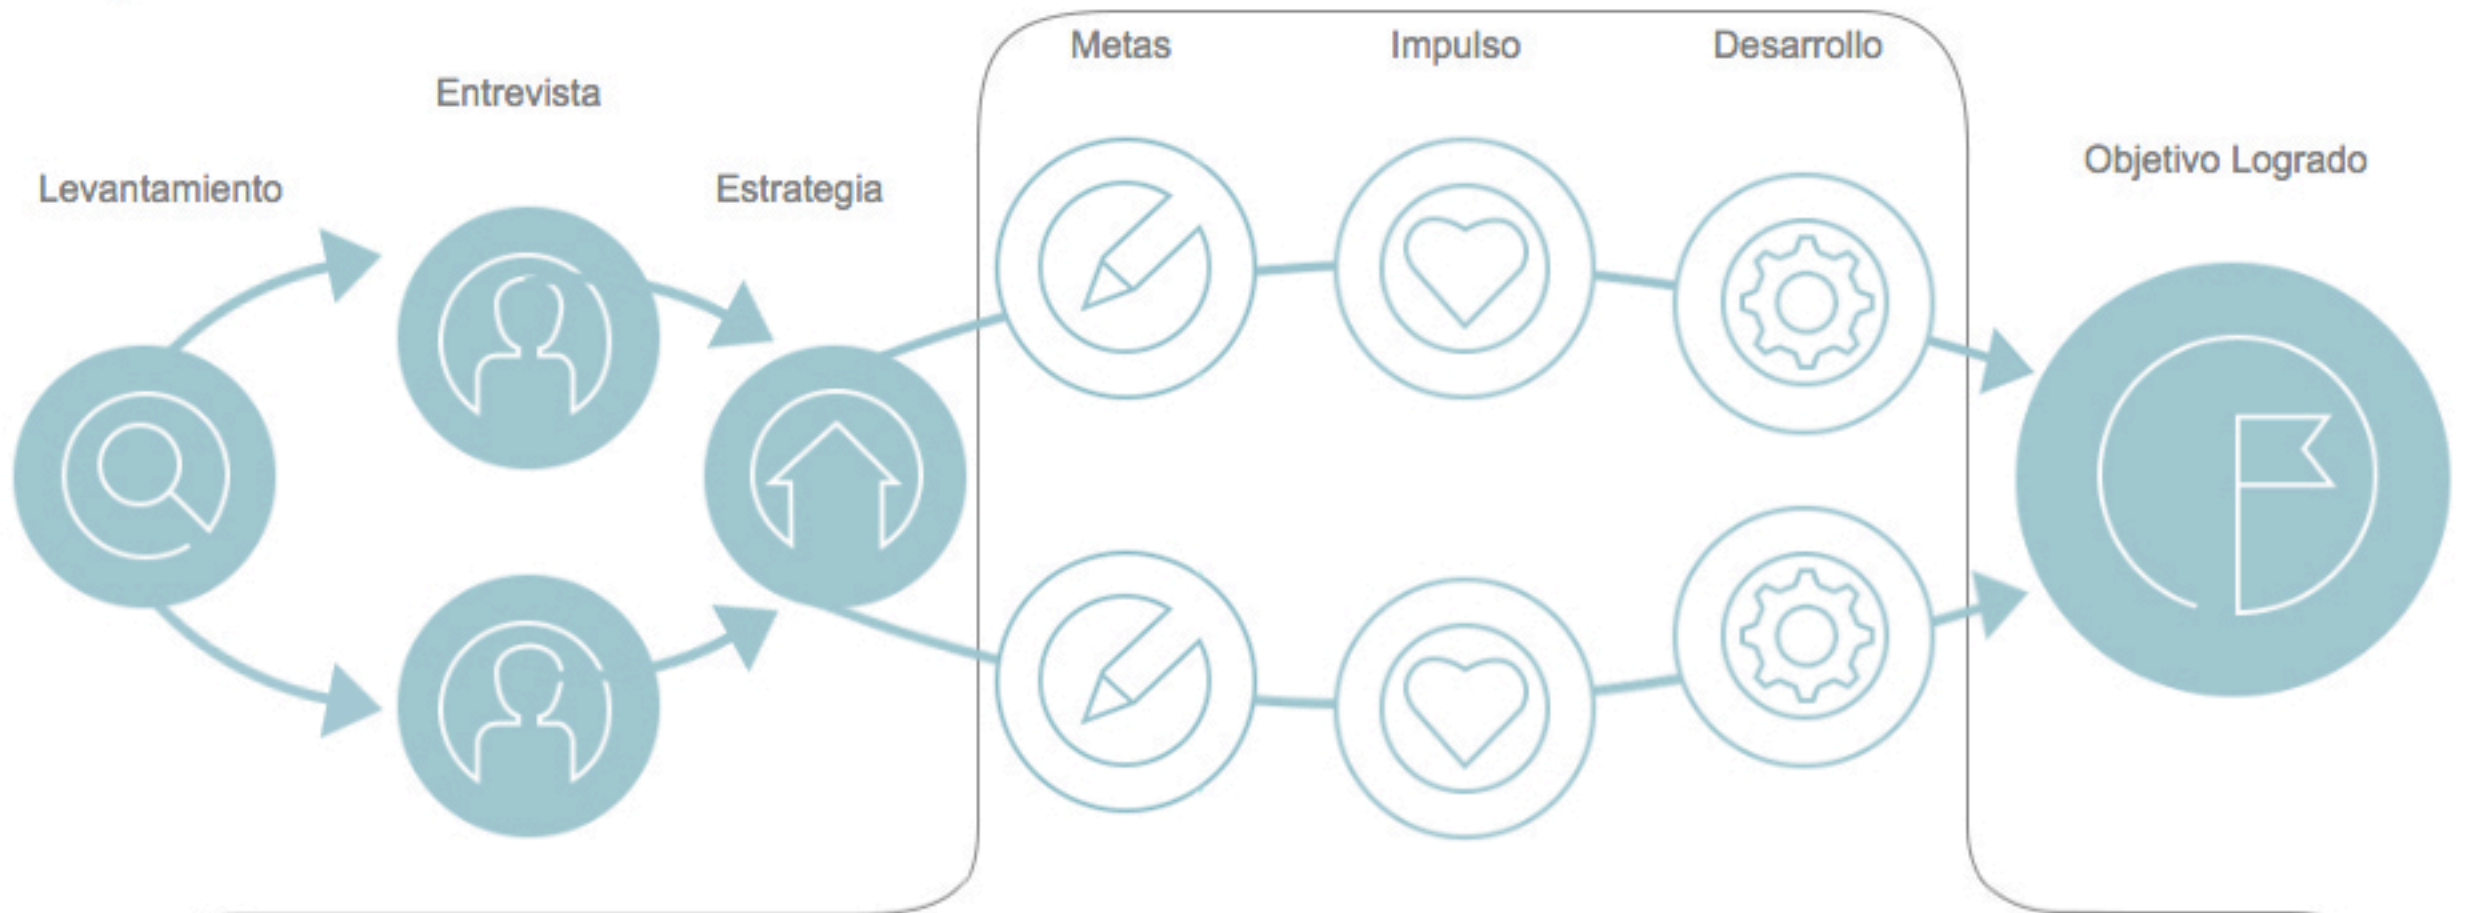 Levantamiento
Entrevista
Estrategia
Metas
Impulso
Desarrollo
Objetivo Logrado